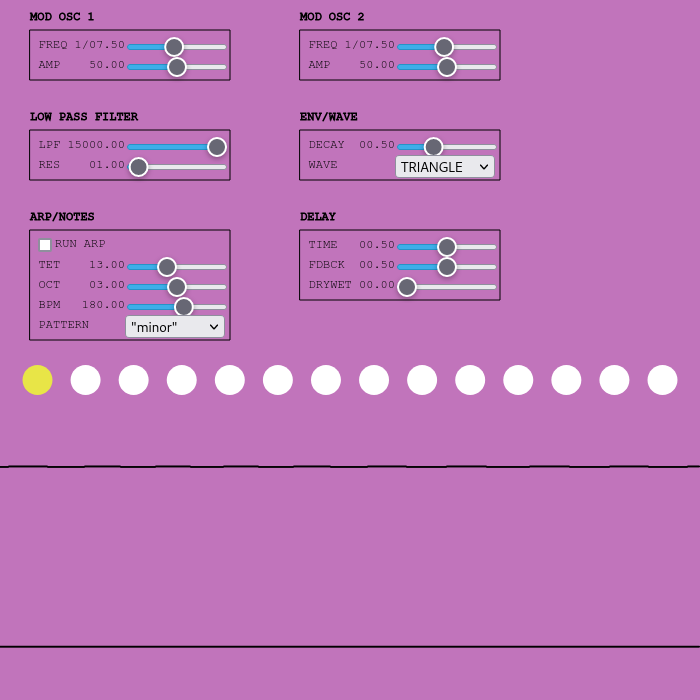 MOD OSC 1
FREQ 1/07.50
AMP 50.00
MOD OSC 2
FREQ 1/07.50
AMP 50.00
LOW PASS FILTER
LPF 15000.00
RES 01.00
ENV/WAVE
DECAY 00.50
WAVE TRIANGLE
ARP/NOTES
RUN ARP
TET 13.00
OCT 03.00
BPM 180.00
PATTERN "minor"
DELAY
TIME 00.50
FDBCK 00.50
DRYWET 00.00